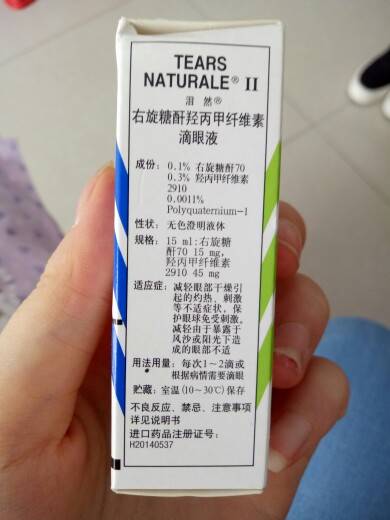 TEARS
NATURALE® II
泪然®
右旋糖酐羟丙甲纤维素
滴眼液
成份: 0.1% 右旋糖酐70
0.3% 羟丙甲纤维素
2910
0.0011%
Polyquaternium-1
性状: 无色澄明液体
规格: 15 ml:右旋糖
酐70 15 mg,
羟丙甲纤维素
2910 45 mg
适应症: 减轻眼部干燥引
起的灼热、刺激
等不适症状,保
护眼球免受刺激。
减轻由于暴露于
风沙或阳光下造
成的眼部不适
用法用量: 每次1~2滴或
根据病情需要滴眼
贮藏: 室温(10~30℃)保存
不良反应、禁忌、注意事项
详见说明书
进口药品注册证号:
H20140537